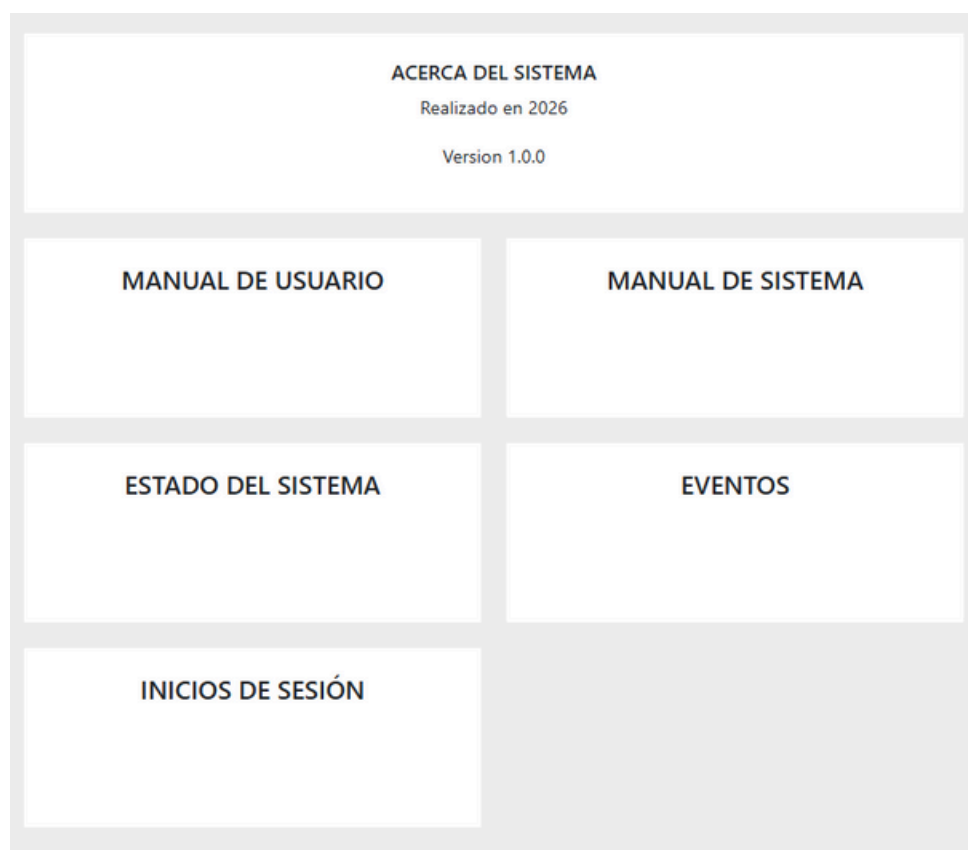 ACERCA DEL SISTEMA
Realizado en 2026
Version 1.0.0
MANUAL DE USUARIO
MANUAL DE SISTEMA
ESTADO DEL SISTEMA
EVENTOS
INICIOS DE SESIÓN